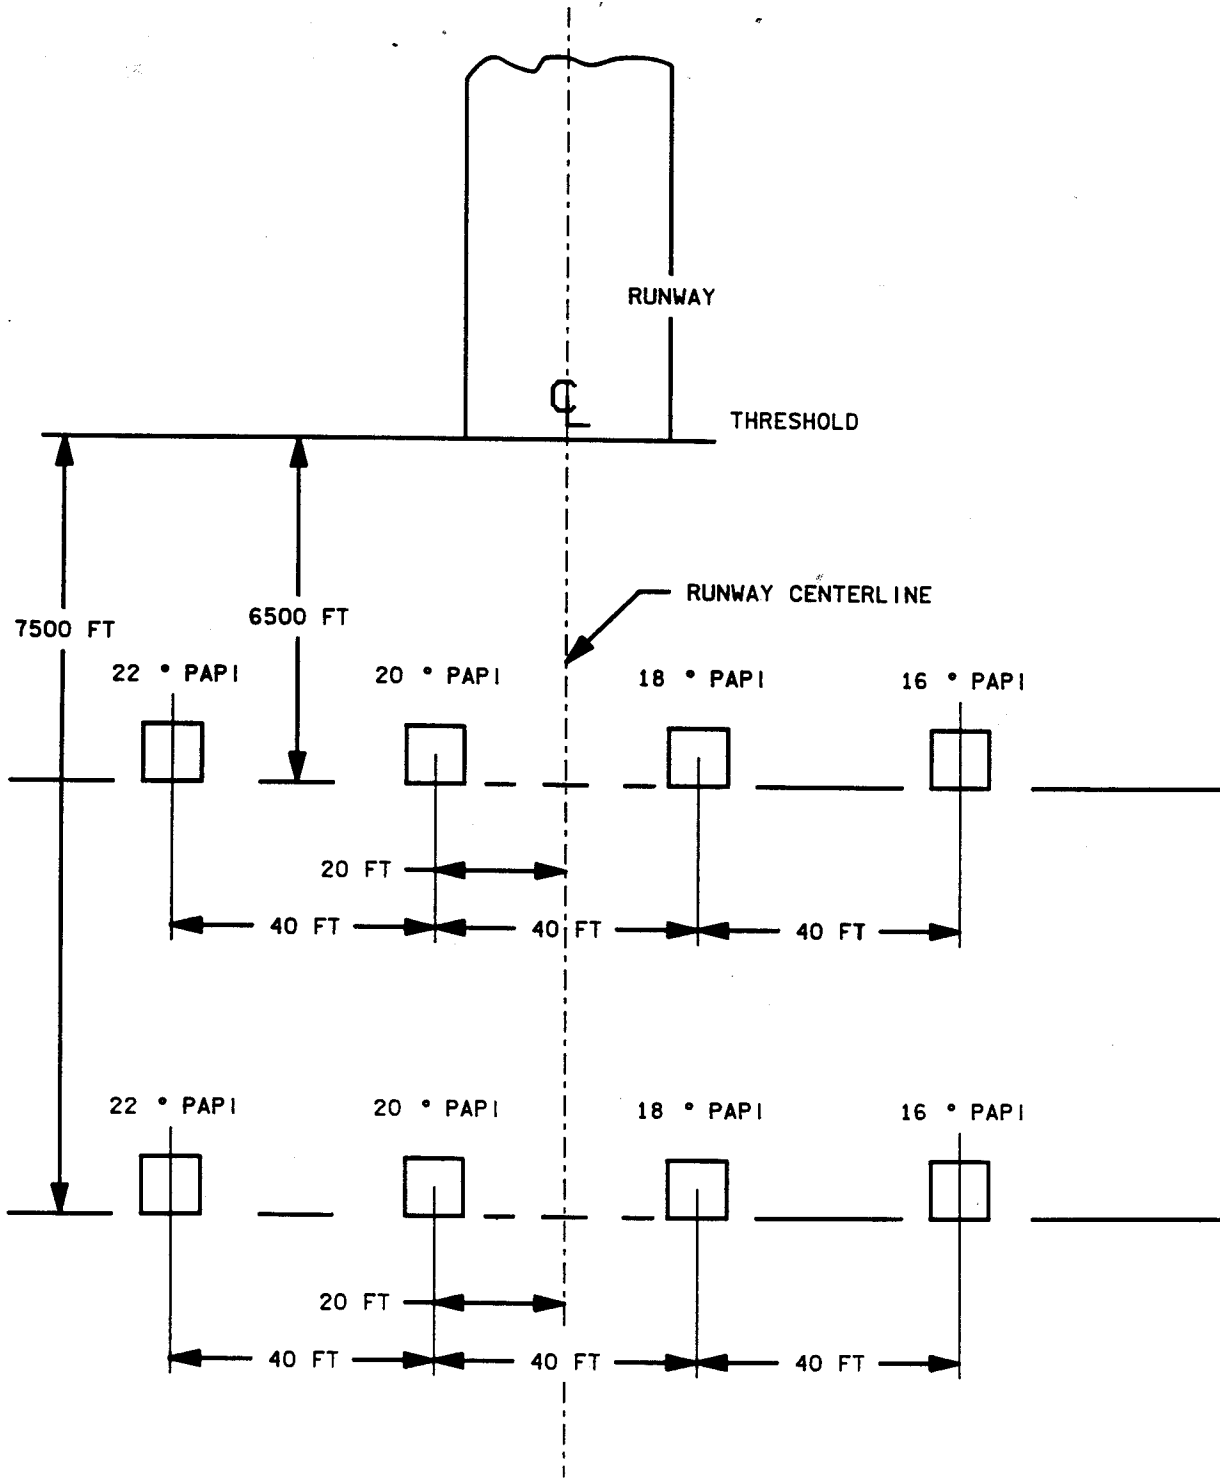 RUNWAY
℄
THRESHOLD
RUNWAY CENTERLINE
7500 FT
6500 FT
22 ° PAPI
20 ° PAPI
18 ° PAPI
16 ° PAPI
20 FT
40 FT
40 FT
40 FT
22 ° PAPI
20 ° PAPI
18 ° PAPI
16 ° PAPI
20 FT
40 FT
40 FT
40 FT